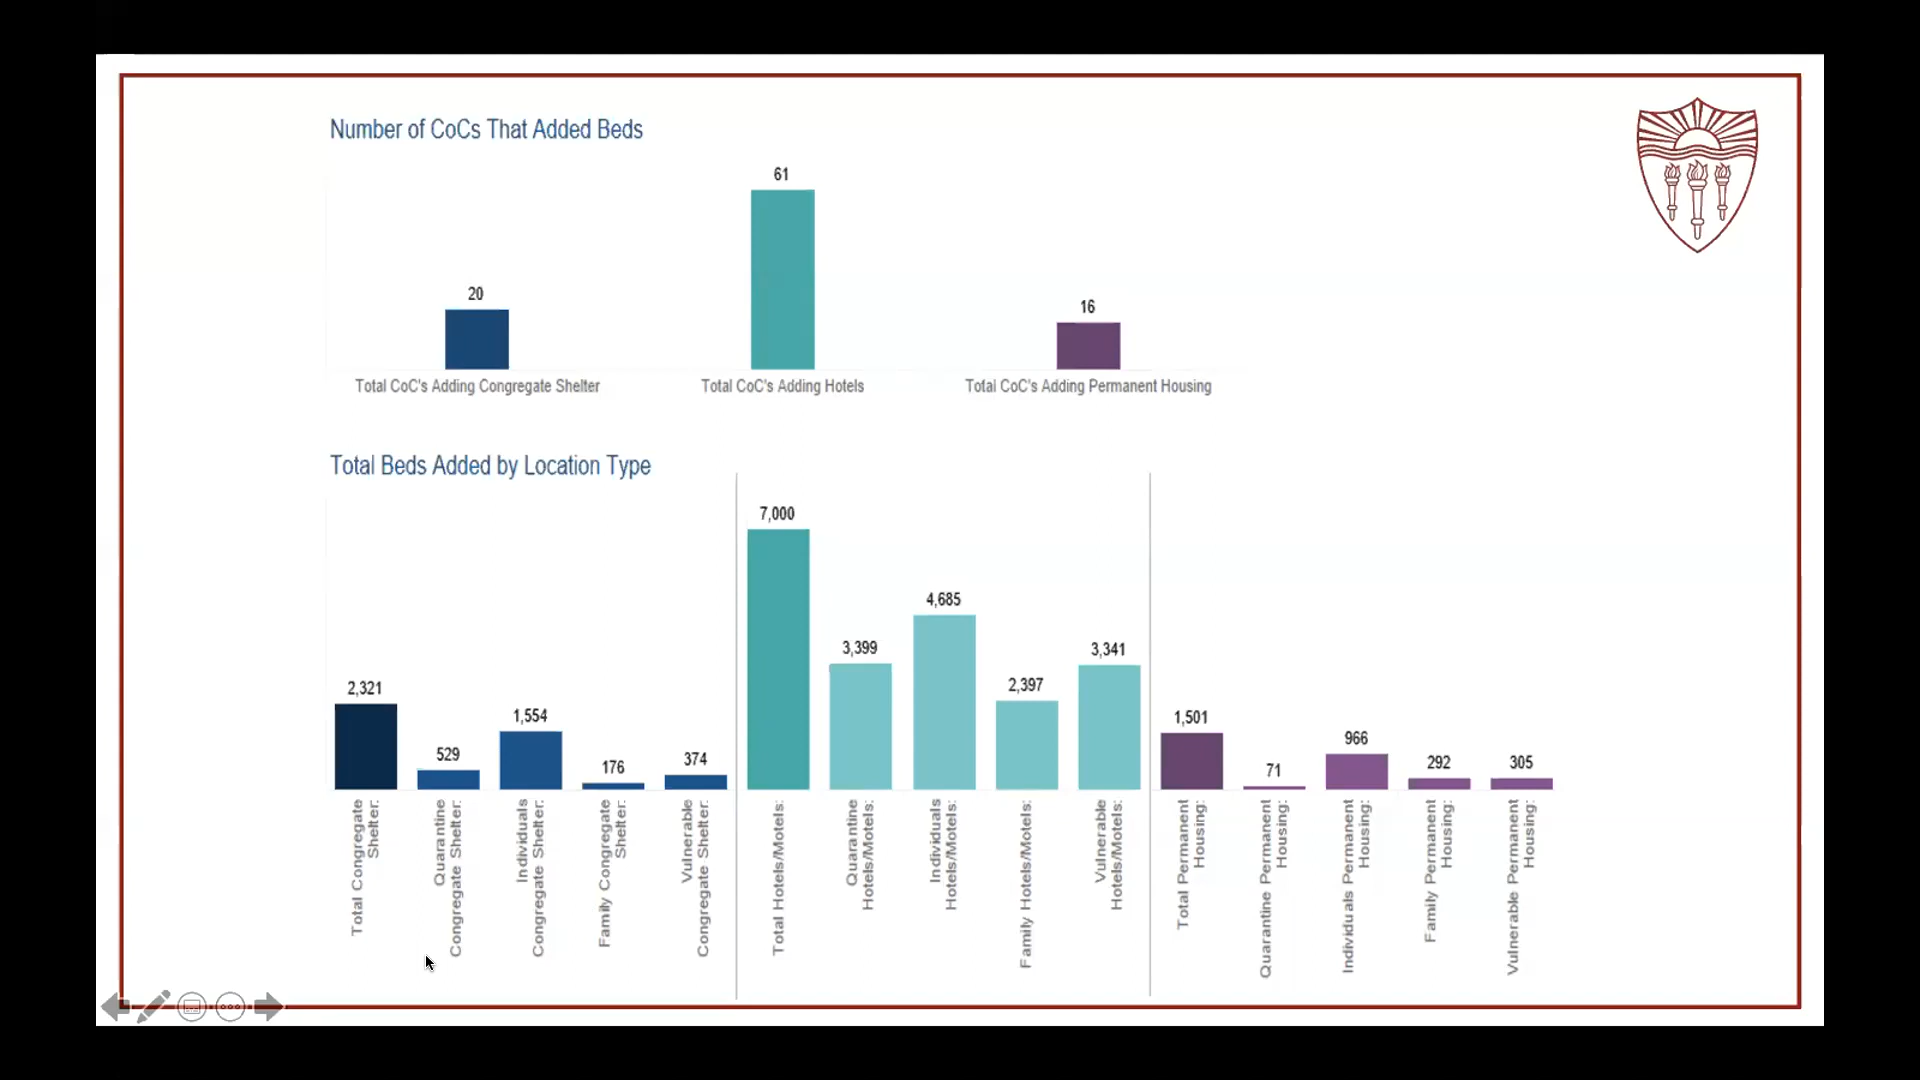 Number of CoCs That Added Beds
61
20
16
Total CoC's Adding Congregate Shelter
Total CoC's Adding Hotels
Total CoC's Adding Permanent Housing
Total Beds Added by Location Type
2,321
529
1,554
176
374
7,000
3,399
4,685
2,397
3,341
1,501
71
966
292
305
Total Congregate
Shelter:
Quarantine
Congregate Shelter:
Individuals
Congregate Shelter:
Family Congregate
Shelter:
Vulnerable
Congregate Shelter:
Total Hotels/Motels:
Quarantine
Hotels/Motels:
Individuals
Hotels/Motels:
Family Hotels/Motels:
Vulnerable
Hotels/Motels:
Total Permanent
Housing:
Quarantine Permanent
Housing:
Individuals Permanent
Housing:
Family Permanent
Housing:
Vulnerable Permanent
Housing: